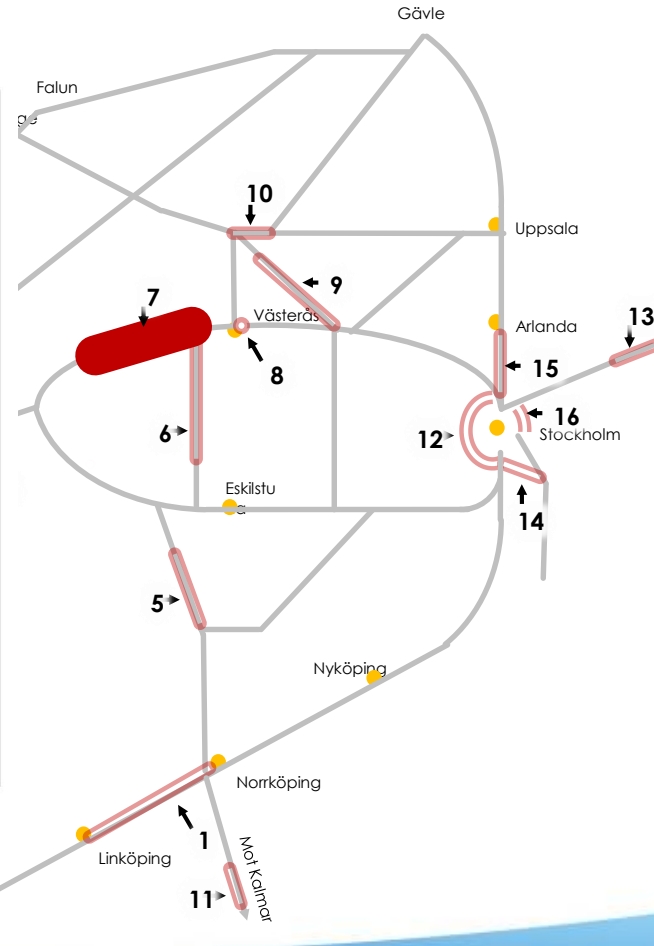 Gävle
Falun
ge
10
Uppsala
9
7
Västerås
Arlanda
13
8
15
16
6
12
Stockholm
Eskilstu
a
14
5
Nyköping
Norrköping
1
Linköping
Mot Kalmar
11